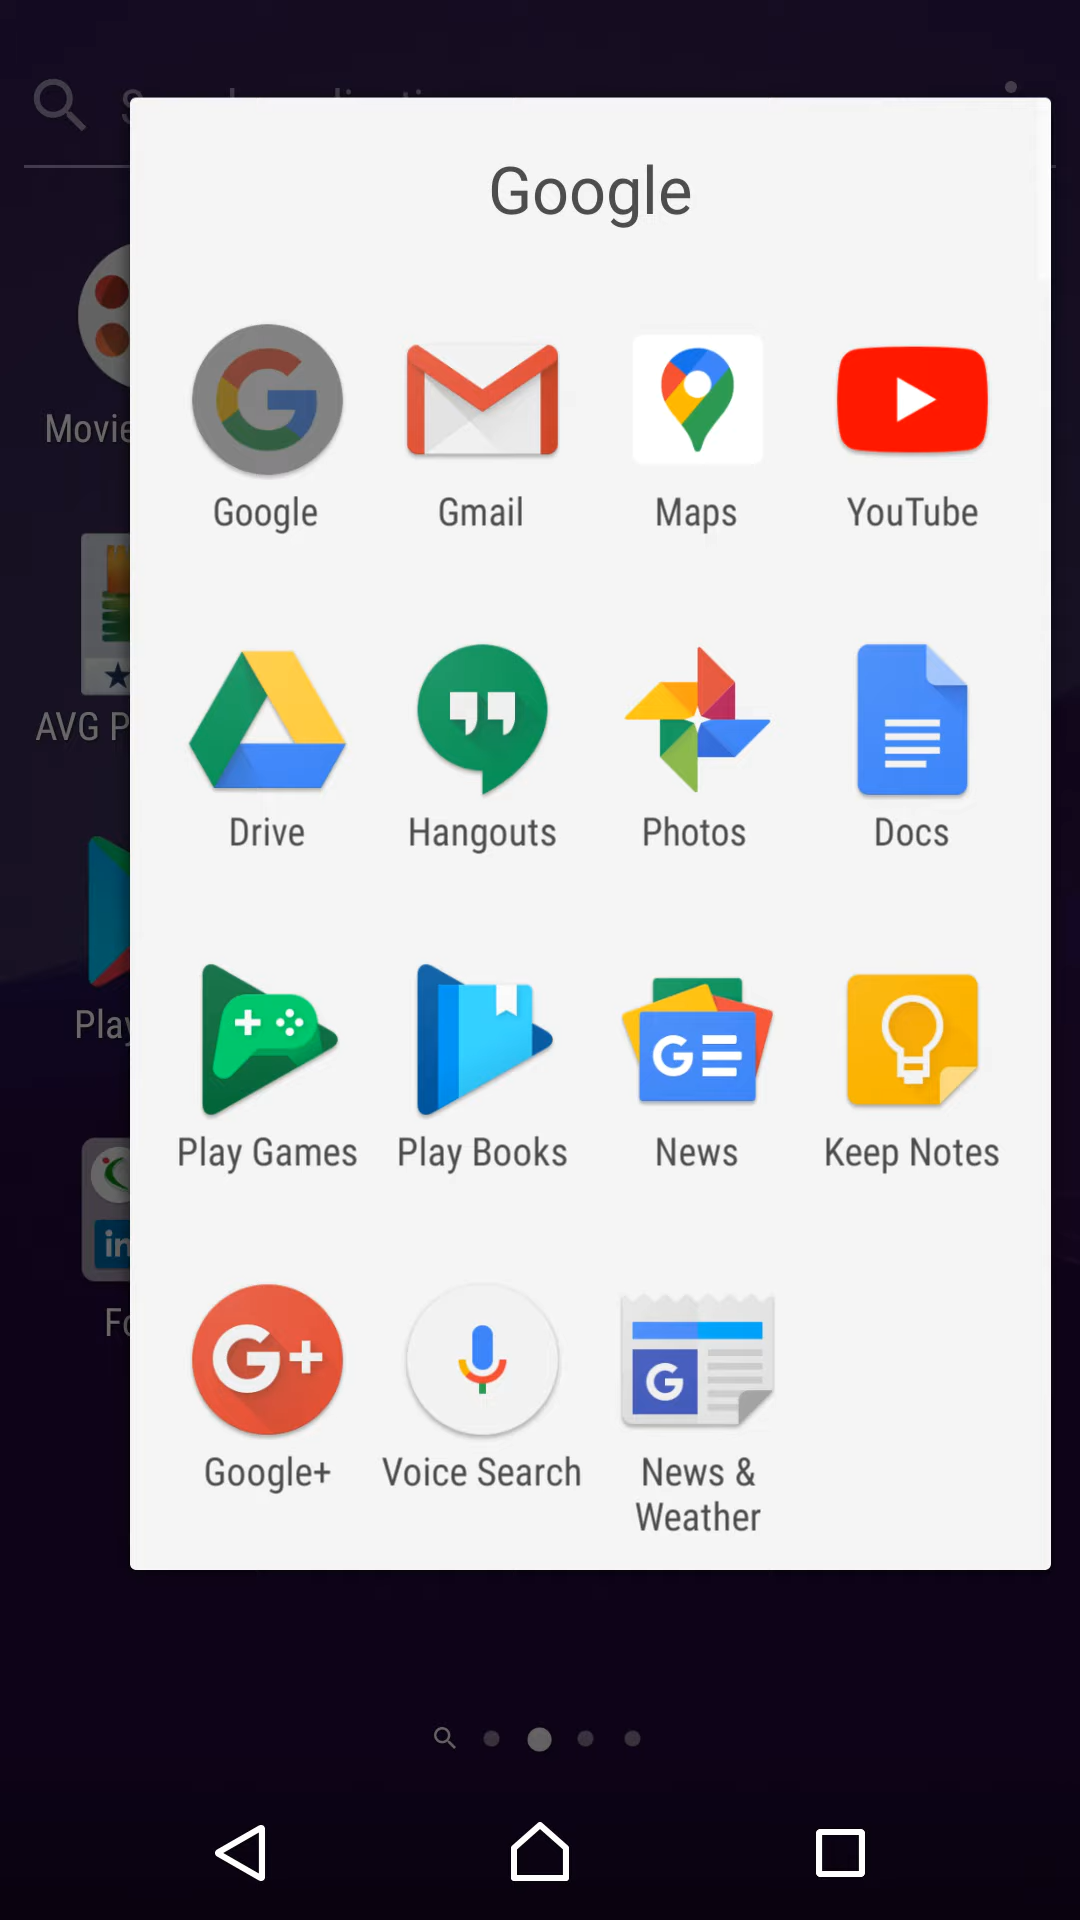 Google
Google Gmail Maps YouTube
Drive Hangouts Photos Docs
Play Games Play Books News Keep Notes
Google+ Voice Search News &
Weather
Movie
AVG P
Play
in